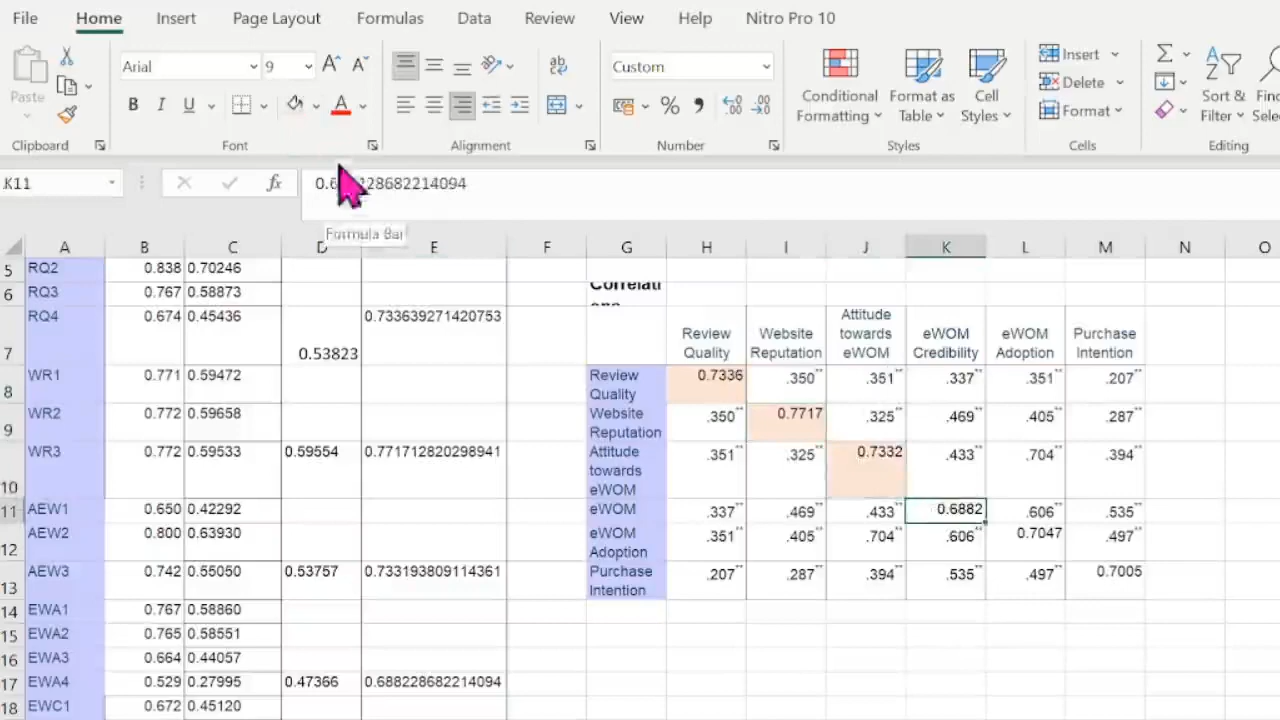 File Home Insert Page Layout Formulas Data Review View Help Nitro Pro 10
Arial 9 Custom
Paste B I U Conditional Formatting Format as Table Cell Styles Insert Delete Format Sort & Filter
Clipboard Font Alignment Number Styles Cells Editing
K11 fx 28682214094
Formula Bar
A B C D E F G H I J K L M N O
5 RQ2 0.838 0.70246
6 RQ3 0.767 0.58873
7 RQ4 0.674 0.45436 0.53823 0.733639271420753 Review Quality Website Reputation Attitude towards eWOM eWOM Credibility eWOM Adoption Purchase Intention
8 WR1 0.771 0.59472 Review Quality 0.7336 .350** .351** .337** .351** .207**
9 WR2 0.772 0.59658 Website Reputation .350** 0.7717 .325** .469** .405** .287**
10 WR3 0.772 0.59533 0.59554 0.771712820298941 Attitude towards eWOM .351** .325** 0.7332 .433** .704** .394**
11 AEW1 0.650 0.42292 eWOM .337** .469** .433** 0.6882 .606** .535**
12 AEW2 0.800 0.63930 eWOM Adoption .351** .405** .704** .606** 0.7047 .497**
13 AEW3 0.742 0.55050 0.53757 0.733193809114361 Purchase Intention .207** .287** .394** .535** .497** 0.7005
14 EWA1 0.767 0.58860
15 EWA2 0.765 0.58551
16 EWA3 0.664 0.44057
17 EWA4 0.529 0.27995 0.47366 0.688228682214094
18 EWC1 0.672 0.45120